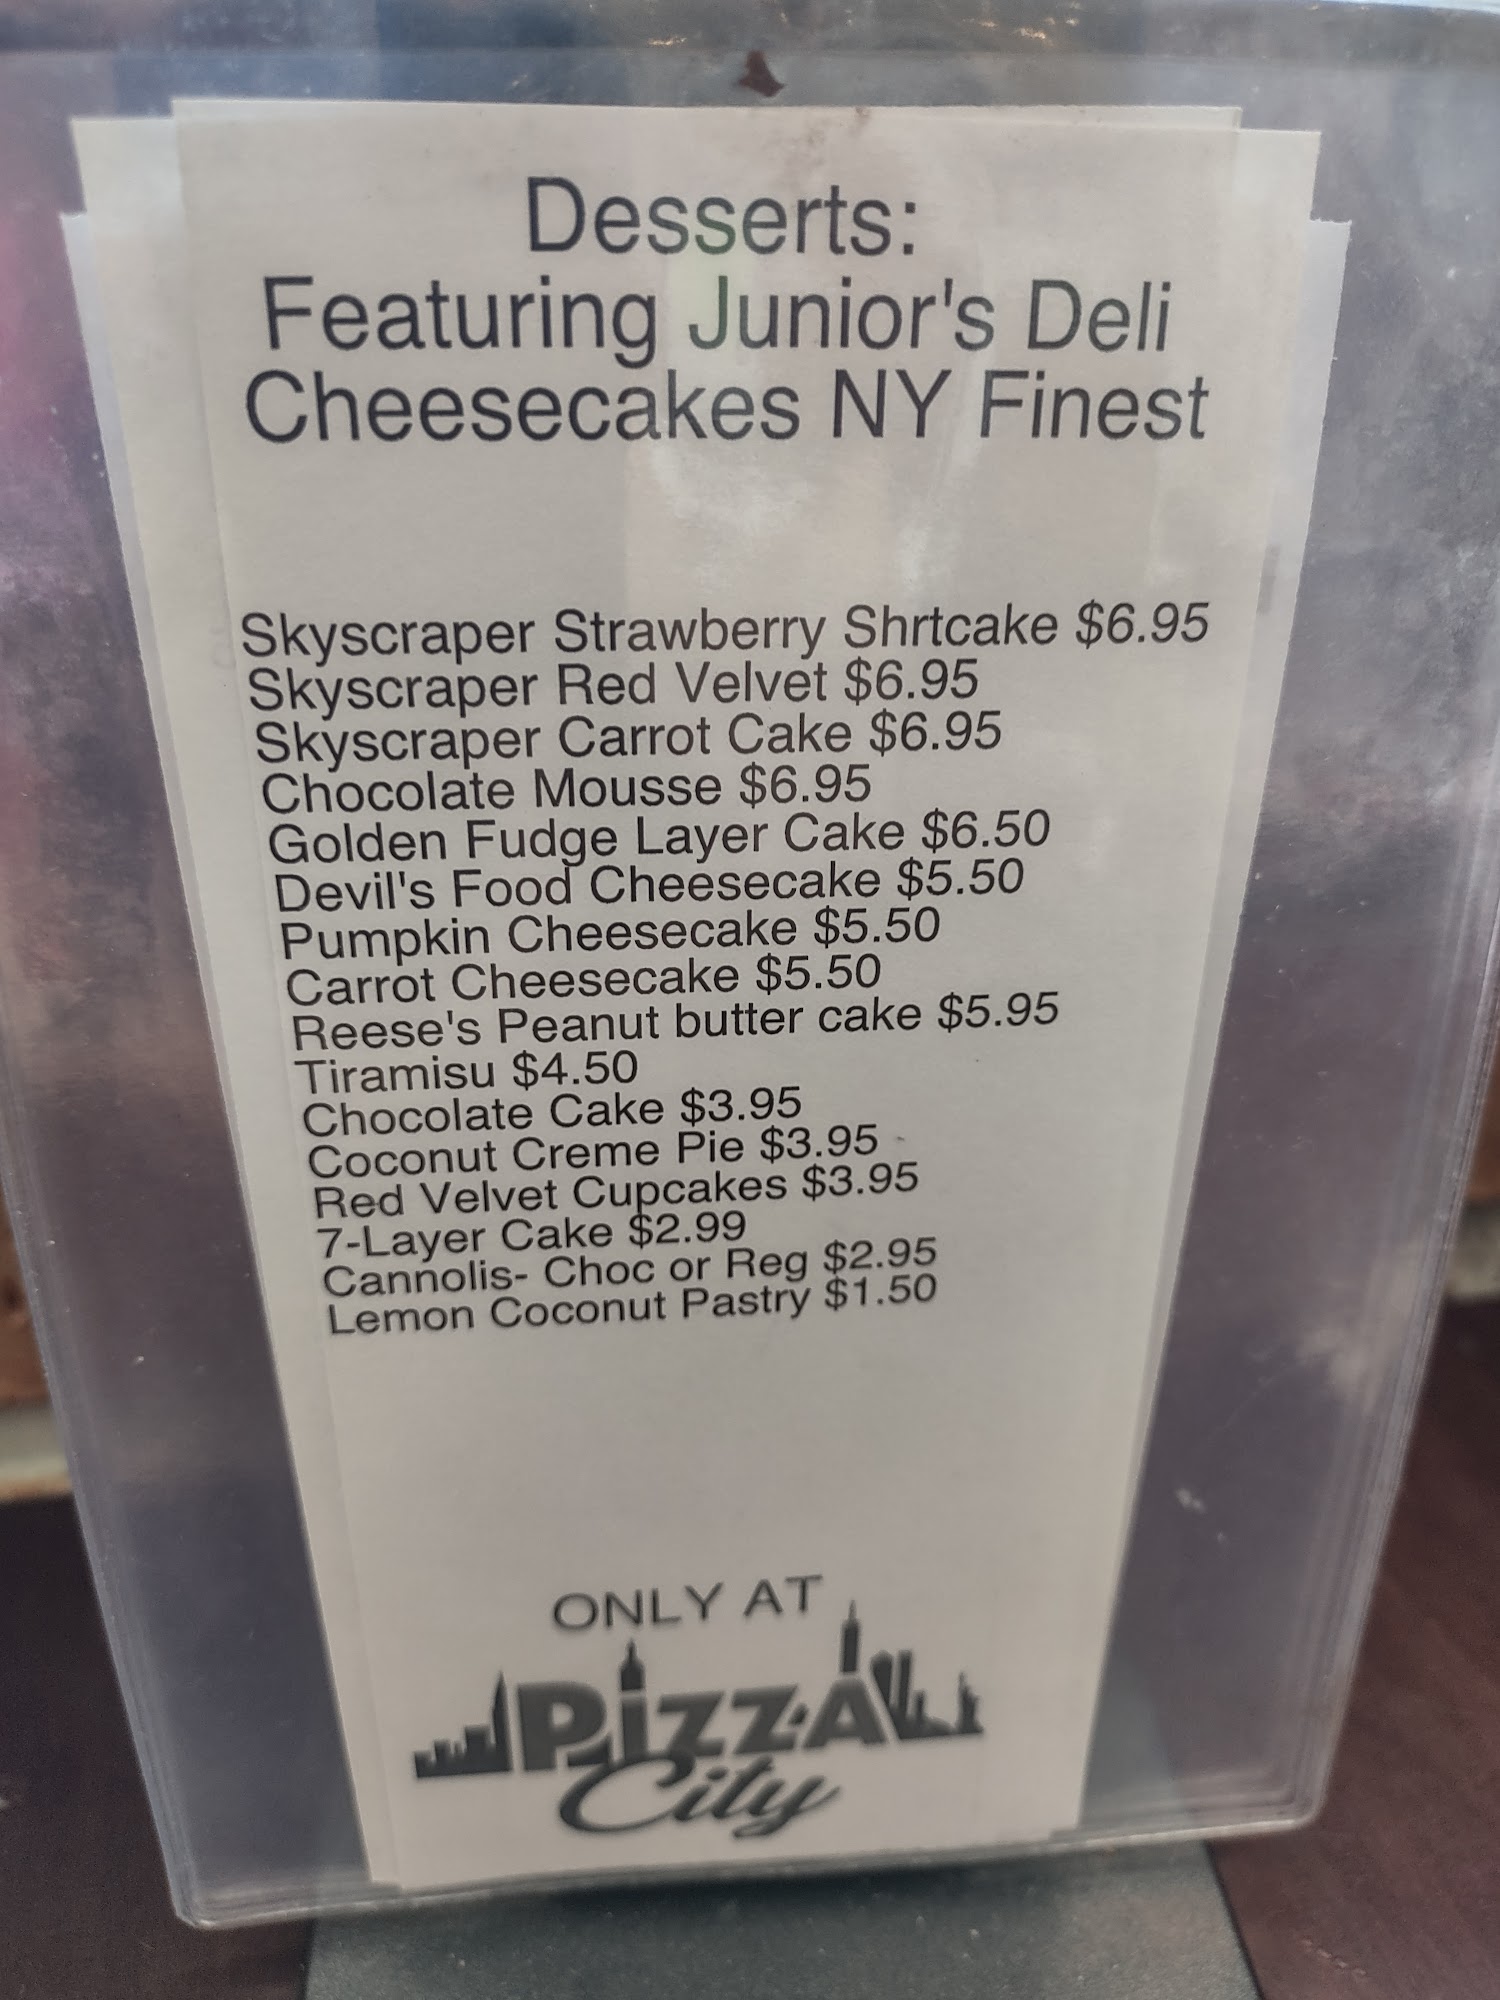 Desserts:
Featuring Junior's Deli
Cheesecakes NY Finest
Skyscraper Strawberry Shrtcake $6.95
Skyscraper Red Velvet $6.95
Skyscraper Carrot Cake $6.95
Chocolate Mousse $6.95
Golden Fudge Layer Cake $6.50
Devil's Food Cheesecake $5.50
Pumpkin Cheesecake $5.50
Carrot Cheesecake $5.50
Reese's Peanut butter cake $5.95
Tiramisu $4.50
Chocolate Cake $3.95
Coconut Creme Pie $3.95
Red Velvet Cupcakes $3.95
7-Layer Cake $2.99
Cannolis- Choc or Reg $2.95
Lemon Coconut Pastry $1.50
ONLY AT
PizzA
City